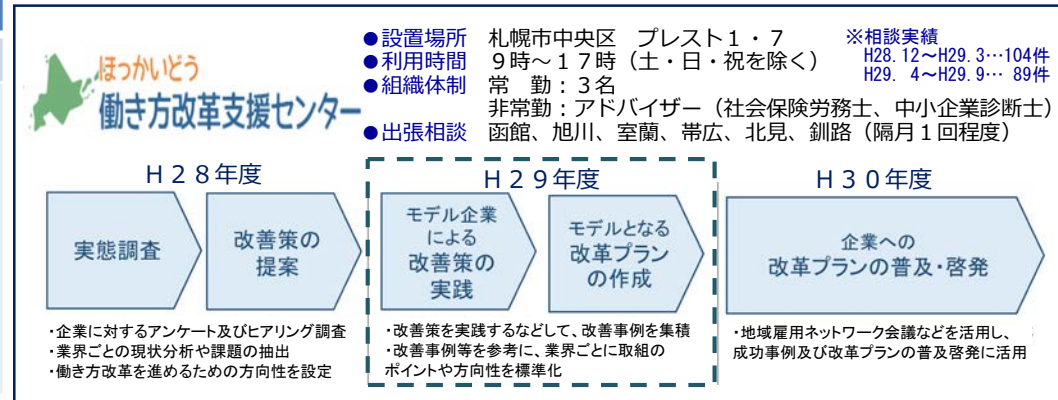 ほっかいどう
働き方改革支援センター
●設置場所　札幌市中央区　プレスト１・７
●利用時間　９時～１７時（土・日・祝を除く）
●組織体制　常　勤：３名
非常勤：アドバイザー（社会保険労務士、中小企業診断士）
●出張相談　函館、旭川、室蘭、帯広、北見、釧路（隔月１回程度）
※相談実績
H28.12～H29.3…104件
H29. 4～H29.9… 89件
Ｈ２８年度
実態調査
改善策の
提案
・企業に対するアンケート及びヒアリング調査
・業界ごとの現状分析や課題の抽出
・働き方改革を進めるための方向性を設定
Ｈ２９年度
モデル企業
による
改善策の
実践
モデルとなる
改革プラン
の作成
・改善策を実践するなどして、改善事例を集積
・改善事例等を参考に、業界ごとに取組の
ポイントや方向性を標準化
Ｈ３０年度
企業への
改革プランの普及・啓発
・地域雇用ネットワーク会議などを活用し、
成功事例及び改革プランの普及啓発に活用